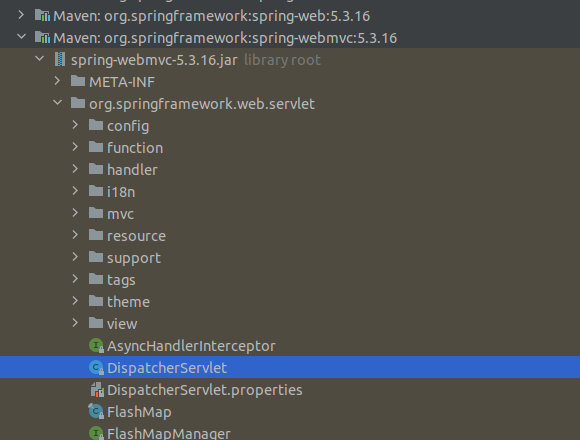 Maven: org.springframework:spring-web:5.3.16
Maven: org.springframework:spring-webmvc:5.3.16
spring-webmvc-5.3.16.jar library root
META-INF
org.springframework.web.servlet
config
function
handler
i18n
mvc
resource
support
tags
theme
view
AsyncHandlerInterceptor
DispatcherServlet
DispatcherServlet.properties
FlashMap
FlashMapManager